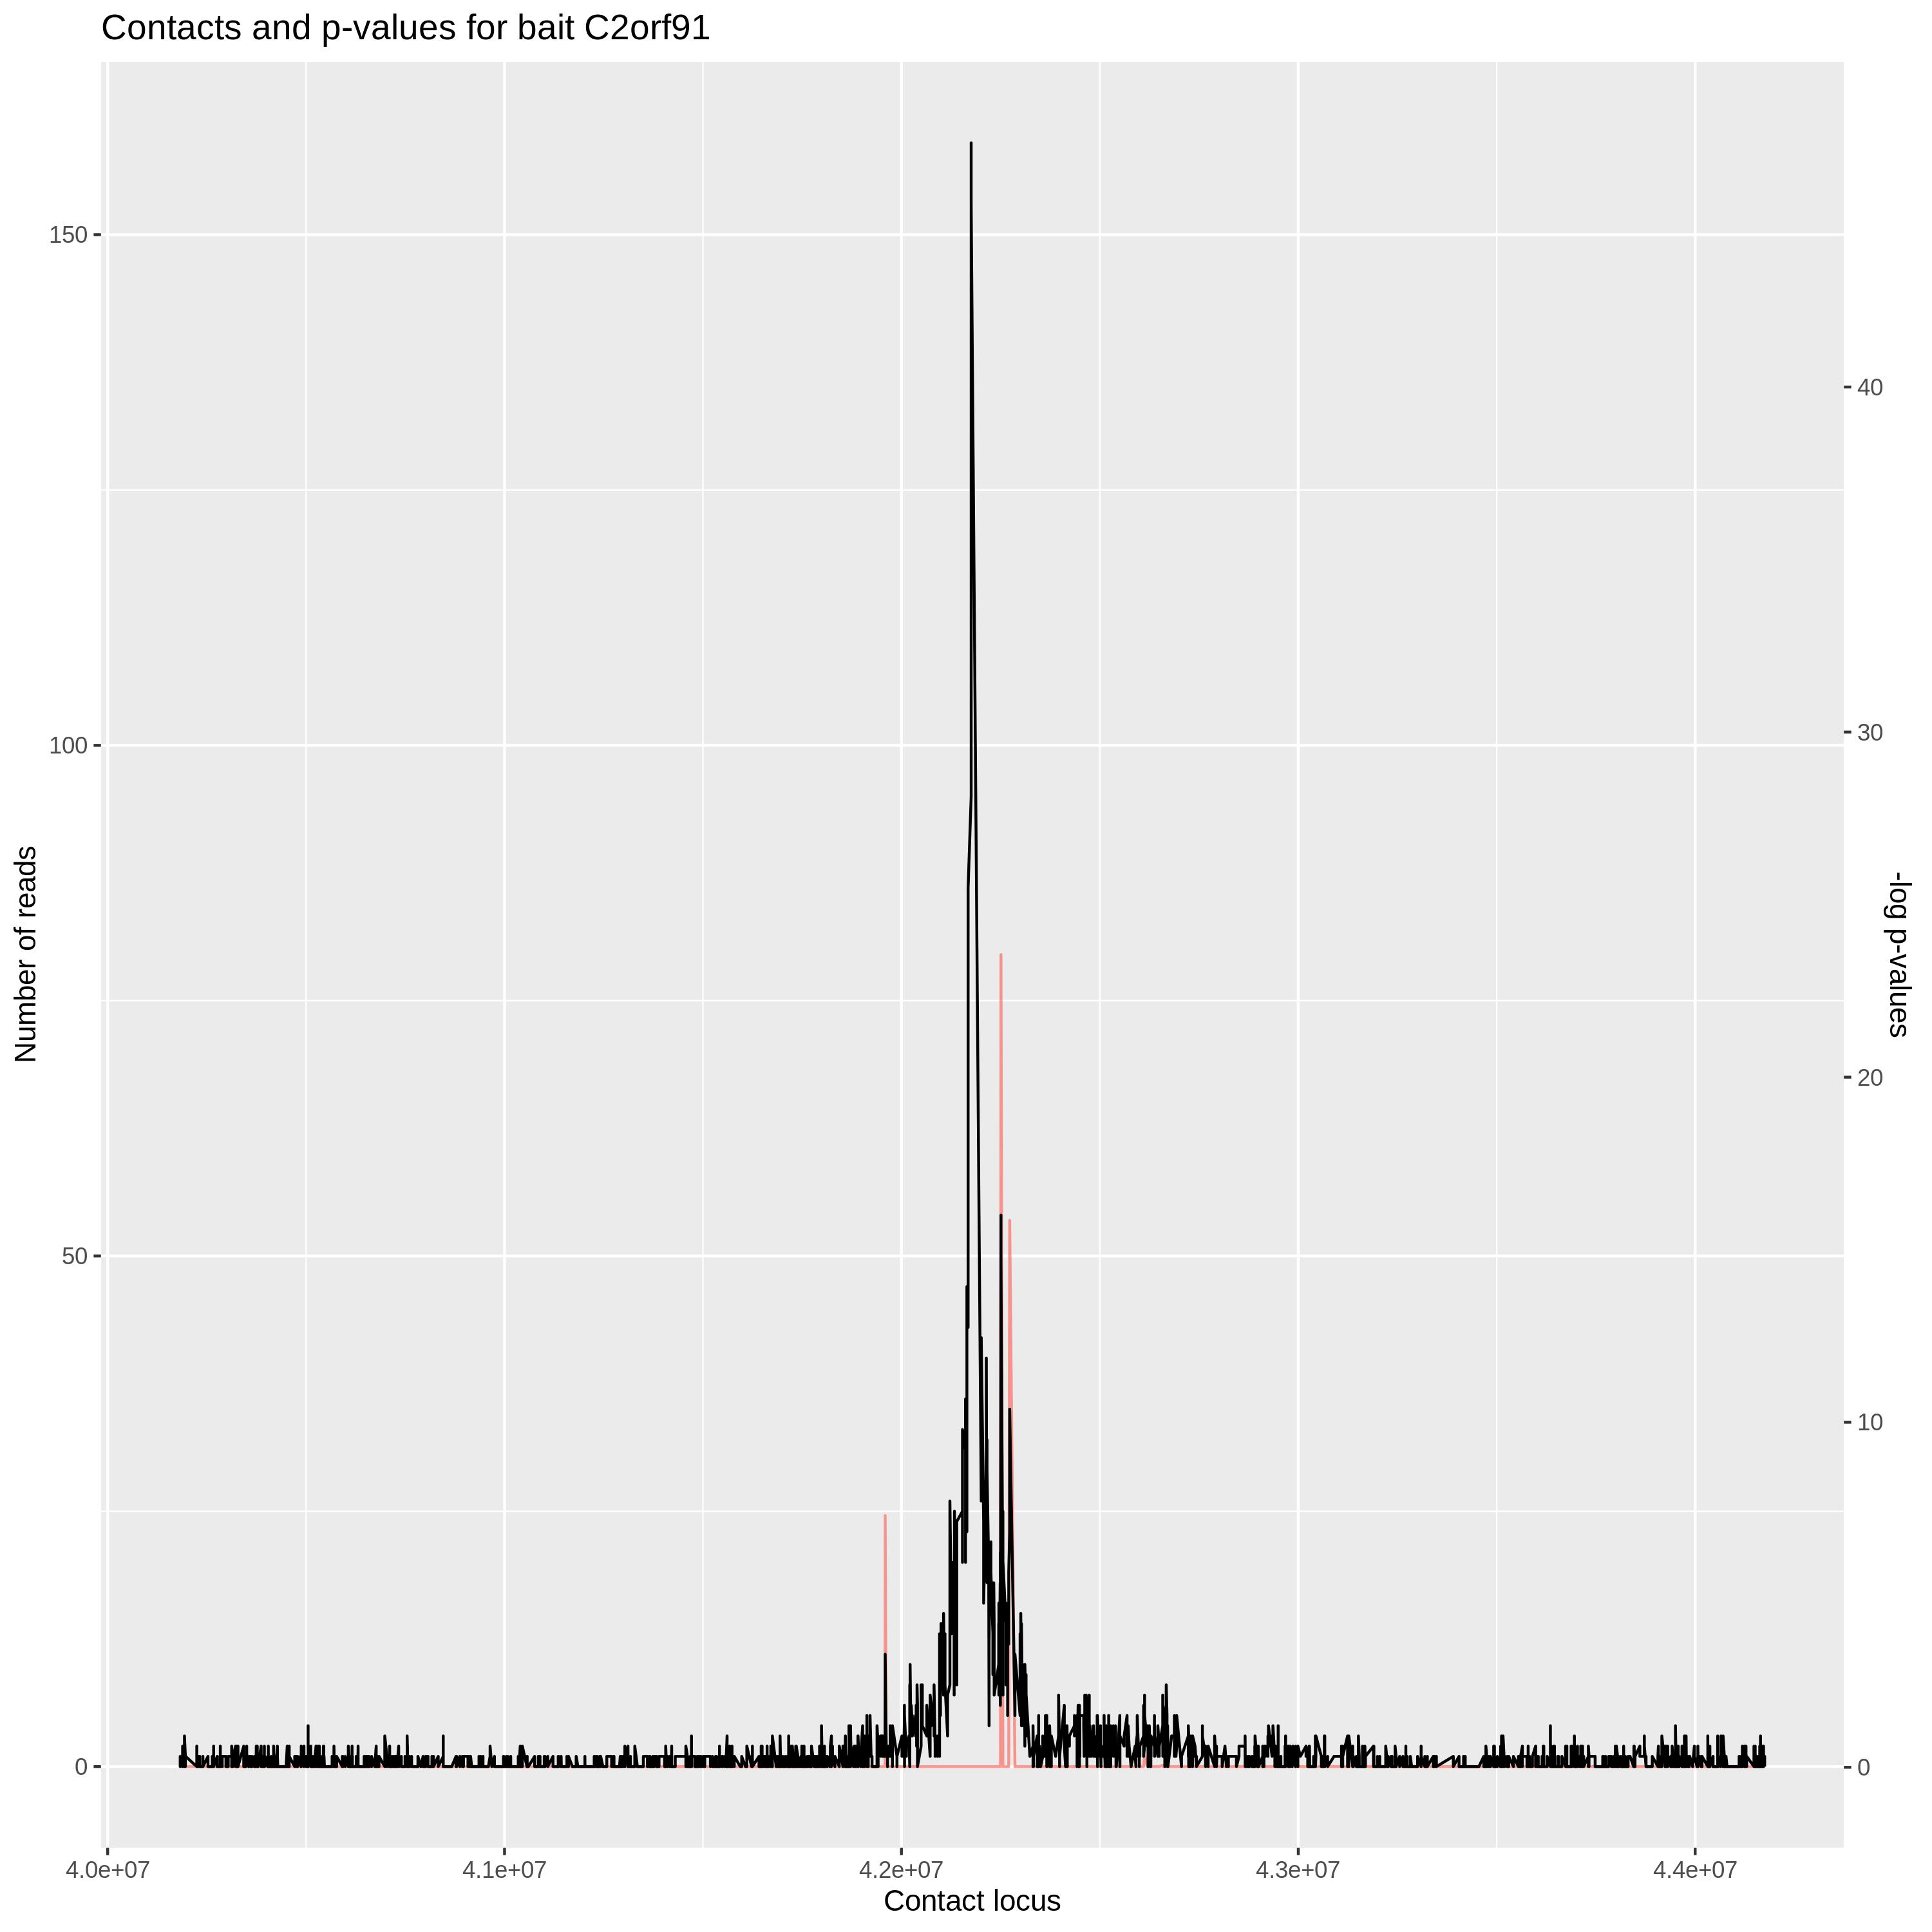 Contacts and p-values for bait C2orf91
150
100
50
0
Number of reads
40
30
20
10
0
-log p-values
4.0e+07 4.1e+07 4.2e+07 4.3e+07 4.4e+07
Contact locus